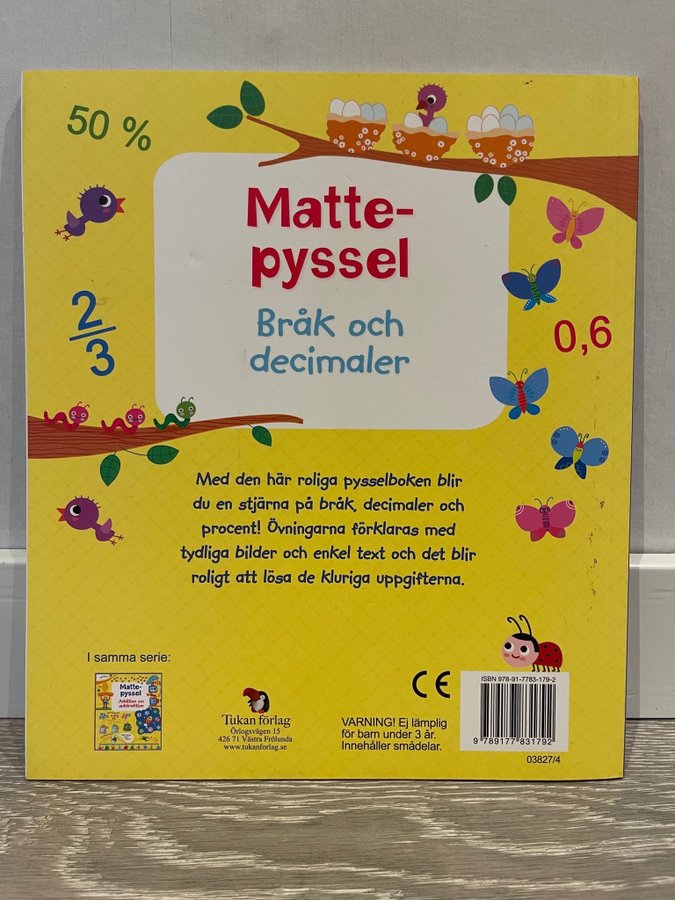 50 %
Matte-
pyssel
2/3
Bråk och
decimaler
0,6
Med den här roliga pysselboken blir
du en stjärna på bråk, decimaler och
procent! Övningarna förklaras med
tydliga bilder och enkel text och det blir
roligt att lösa de kluriga uppgifterna.
I samma serie:
Matte-
pyssel
Addition och
subtraktion
Tukan förlag
Örlogsvägen 15
426 71 Västra Frölunda
www.tukanforlag.se
CE
VARNING! Ej lämplig
för barn under 3 år.
Innehåller smådelar.
ISBN 978-91-7783-179-2
9 789177 831792
03827/4